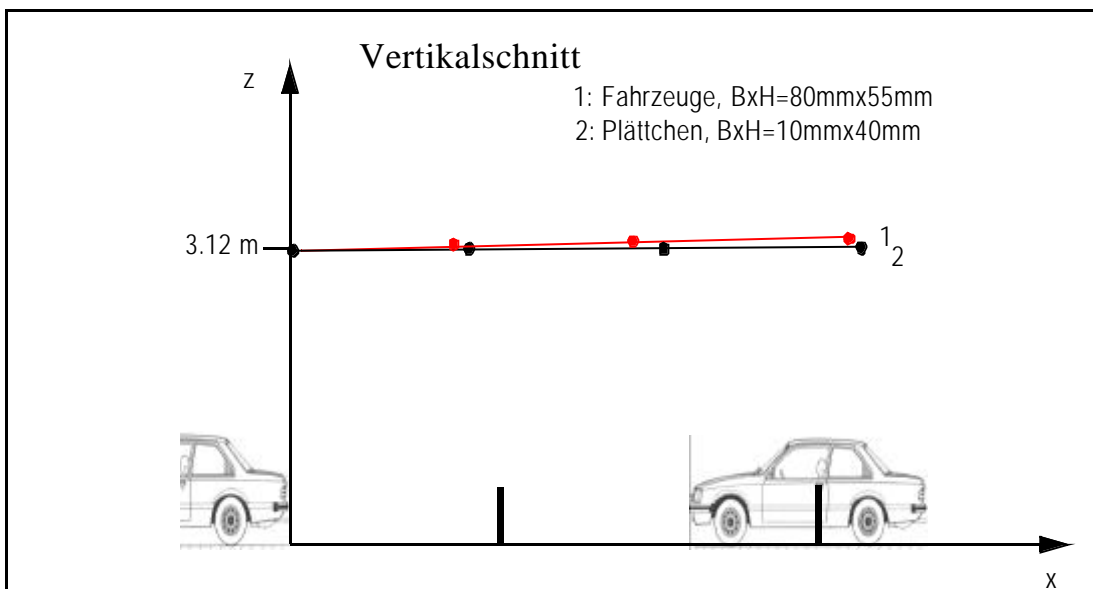 Vertikalschnitt
z
1: Fahrzeuge, BxH=80mmx55mm
2: Plättchen, BxH=10mmx40mm
3.12 m
1
2
x